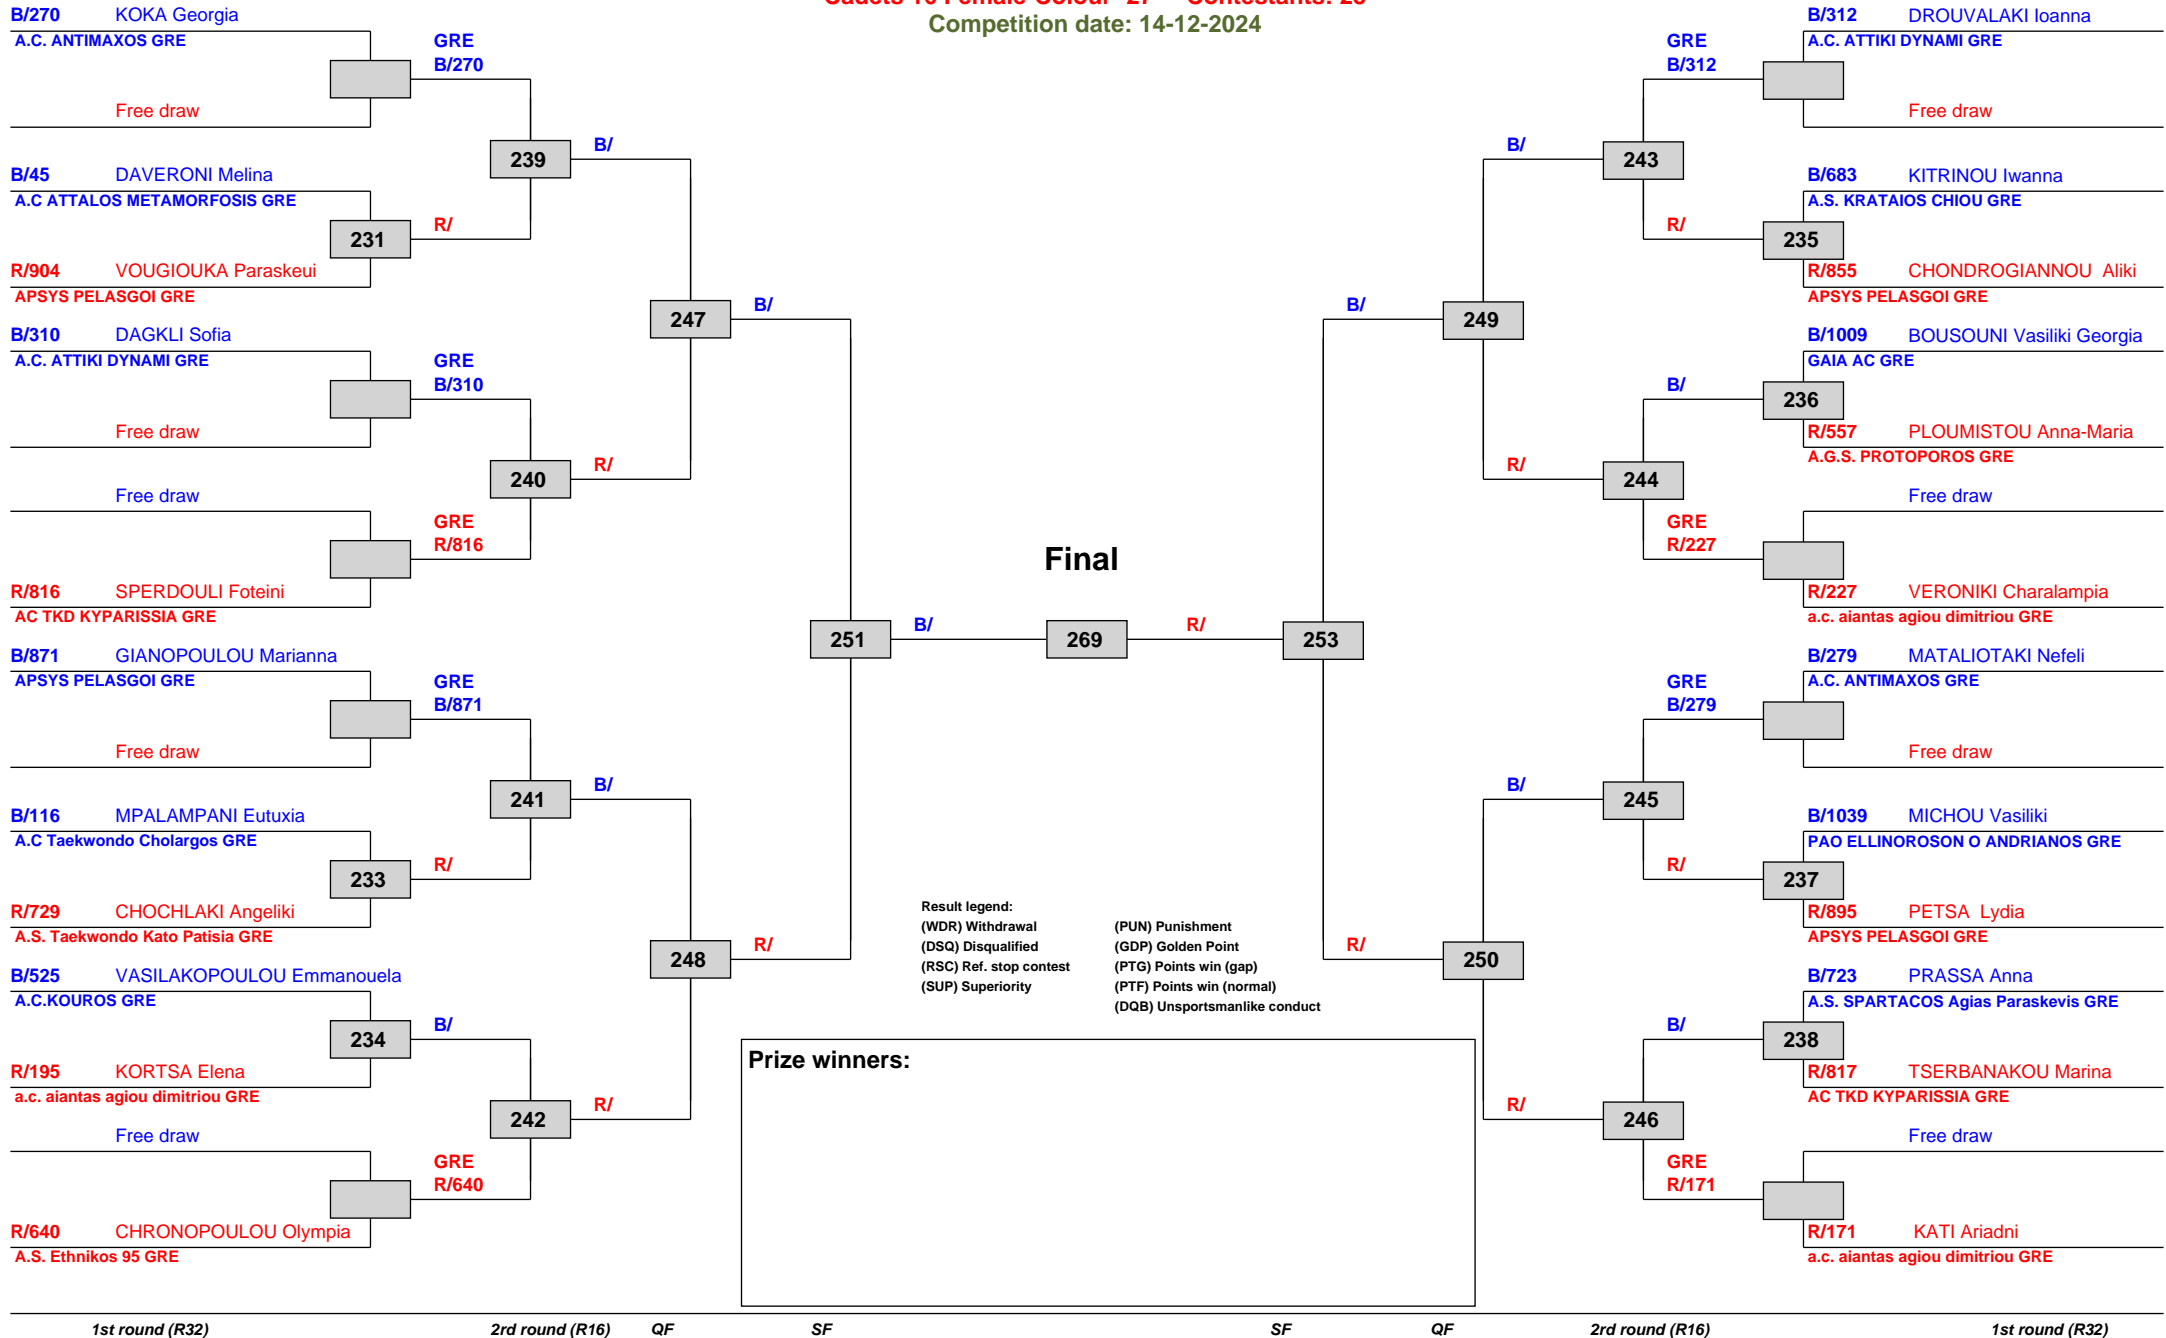 Competition date: 14-12-2024
B/270 KOKA Georgia
A.C. ANTIMAXOS GRE
GRE
B/270
Free draw
239
B/
B/45 DAVERONI Melina
A.C ATTALOS METAMORFOSIS GRE
231
R/
R/904 VOUGIOUKA Paraskeui
APSYS PELASGOI GRE
247
B/
B/310 DAGKLI Sofia
A.C. ATTIKI DYNAMI GRE
GRE
B/310
Free draw
240
R/
Free draw
GRE
R/816
R/816 SPERDOULI Foteini
AC TKD KYPARISSIA GRE
251
B/
B/871 GIANOPOULOU Marianna
APSYS PELASGOI GRE
GRE
B/871
Free draw
241
B/
B/116 MPALAMPANI Eutuxia
A.C Taekwondo Cholargos GRE
233
R/
R/729 CHOCHLAKI Angeliki
A.S. Taekwondo Kato Patisia GRE
248
R/
B/525 VASILAKOPOULOU Emmanouela
A.C.KOUROS GRE
234
B/
R/195 KORTSA Elena
a.c. aiantas agiou dimitriou GRE
242
R/
Free draw
GRE
R/640
R/640 CHRONOPOULOU Olympia
A.S. Ethnikos 95 GRE
Final
269
R/
253
B/312 DROUVALAKI Ioanna
A.C. ATTIKI DYNAMI GRE
GRE
B/312
Free draw
B/
243
B/683 KITRINOU Iwanna
A.S. KRATAIOS CHIOU GRE
R/
235
R/855 CHONDROGIANNOU Aliki
APSYS PELASGOI GRE
B/
249
B/1009 BOUSOUNI Vasiliki Georgia
GAIA AC GRE
B/
236
R/557 PLOUMISTOU Anna-Maria
A.G.S. PROTOPOROS GRE
R/
244
Free draw
GRE
R/227
R/227 VERONIKI Charalampia
a.c. aiantas agiou dimitriou GRE
B/279 MATALIOTAKI Nefeli
A.C. ANTIMAXOS GRE
GRE
B/279
Free draw
B/
245
B/1039 MICHOU Vasiliki
PAO ELLINOROSON O ANDRIANOS GRE
R/
237
R/895 PETSA Lydia
APSYS PELASGOI GRE
R/
250
B/723 PRASSA Anna
A.S. SPARTACOS Agias Paraskevis GRE
B/
238
R/817 TSERBANAKOU Marina
AC TKD KYPARISSIA GRE
R/
246
Free draw
GRE
R/171
R/171 KATI Ariadni
a.c. aiantas agiou dimitriou GRE
Result legend:
(WDR) Withdrawal (PUN) Punishment
(DSQ) Disqualified (GDP) Golden Point
(RSC) Ref. stop contest (PTG) Points win (gap)
(SUP) Superiority (PTF) Points win (normal)
(DQB) Unsportsmanlike conduct
Prize winners:
1st round (R32) 2rd round (R16) QF SF SF QF 2rd round (R16) 1st round (R32)